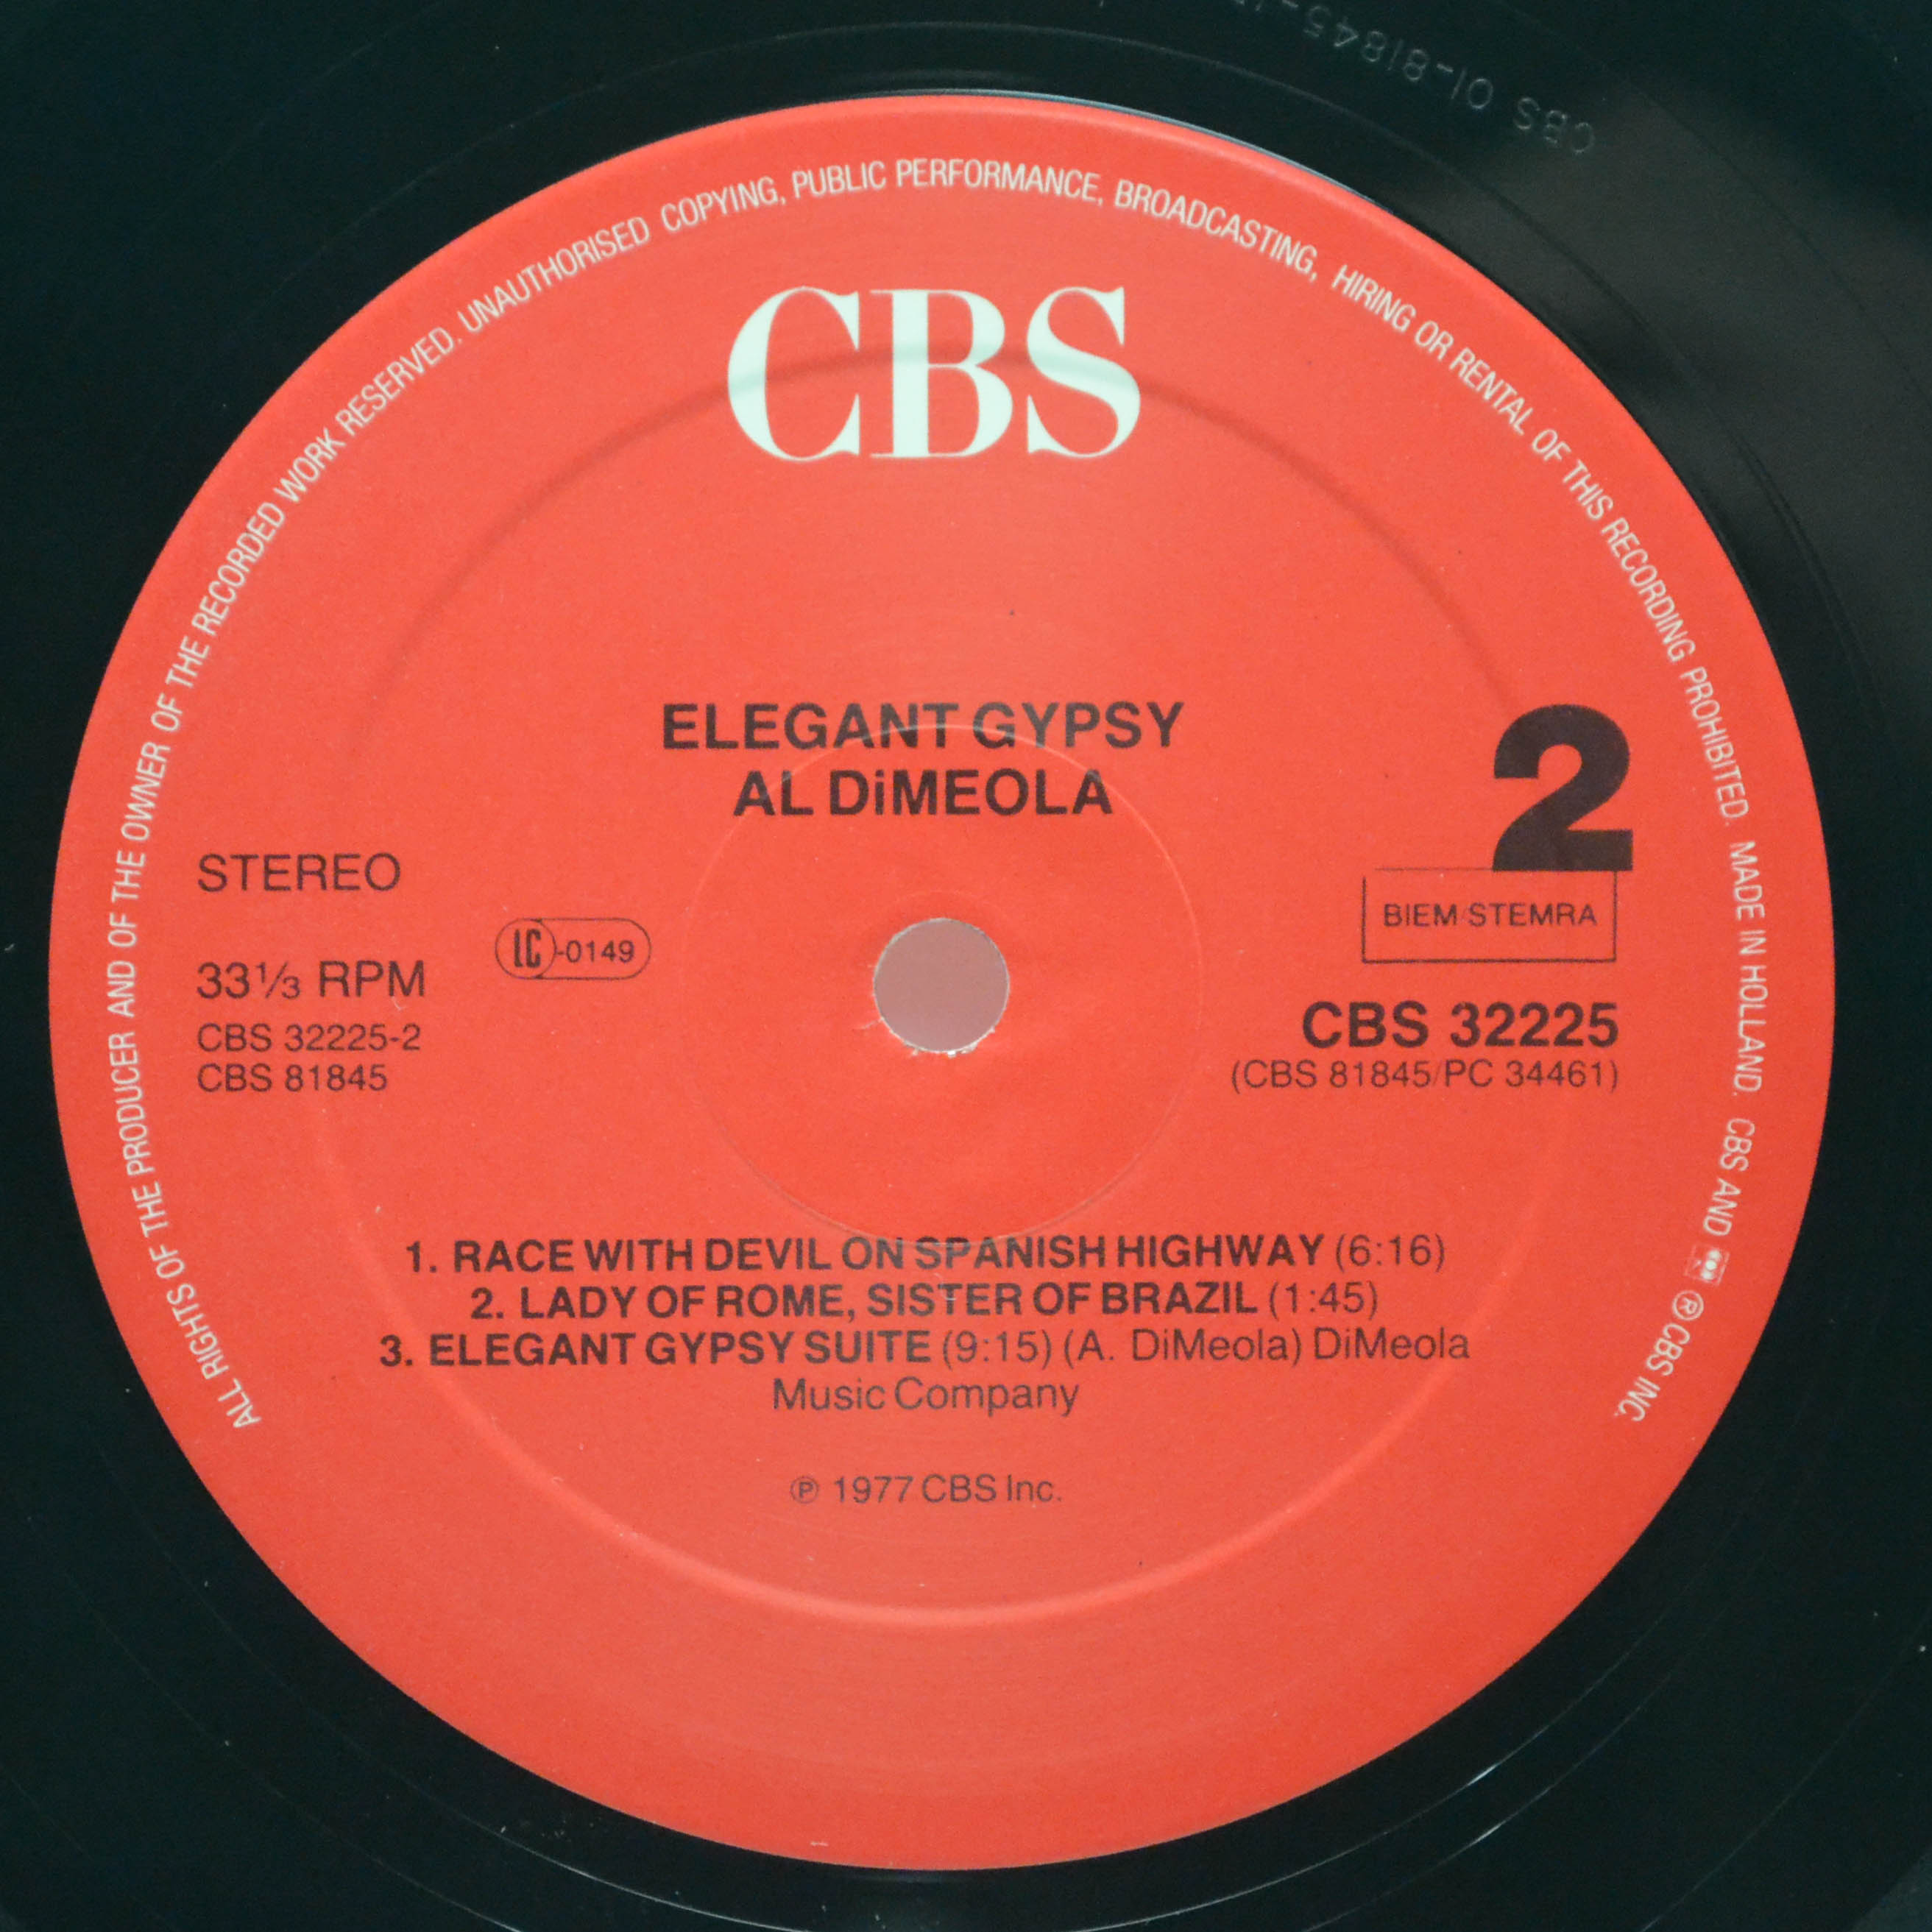 CBS 01-81845-
ALL RIGHTS OF THE PRODUCER AND OF THE OWNER OF THE RECORDED WORK RESERVED. UNAUTHORISED COPYING, PUBLIC PERFORMANCE, BROADCASTING, HIRING OR RENTAL OF THIS RECORDING PROHIBITED. MADE IN HOLLAND. CBS AND ® CBS INC.
CBS
ELEGANT GYPSY
AL DiMEOLA
2
STEREO
BIEM/STEMRA
LC-0149
33⅓ RPM
CBS 32225-2
CBS 81845
CBS 32225
(CBS 81845/PC 34461)
1. RACE WITH DEVIL ON SPANISH HIGHWAY (6:16)
2. LADY OF ROME, SISTER OF BRAZIL (1:45)
3. ELEGANT GYPSY SUITE (9:15) (A. DiMeola) DiMeola
Music Company
℗ 1977 CBS Inc.